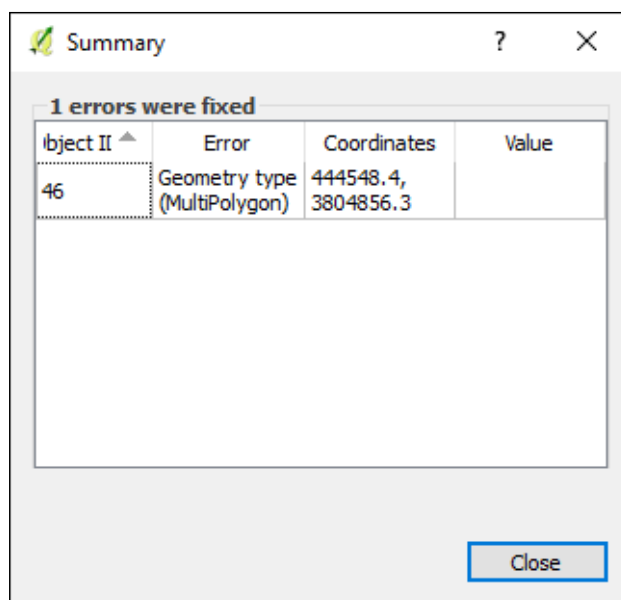 Summary
?
1 errors were fixed
bject II
Error
Coordinates
Value
46
Geometry type
(MultiPolygon)
444548.4,
3804856.3
Close